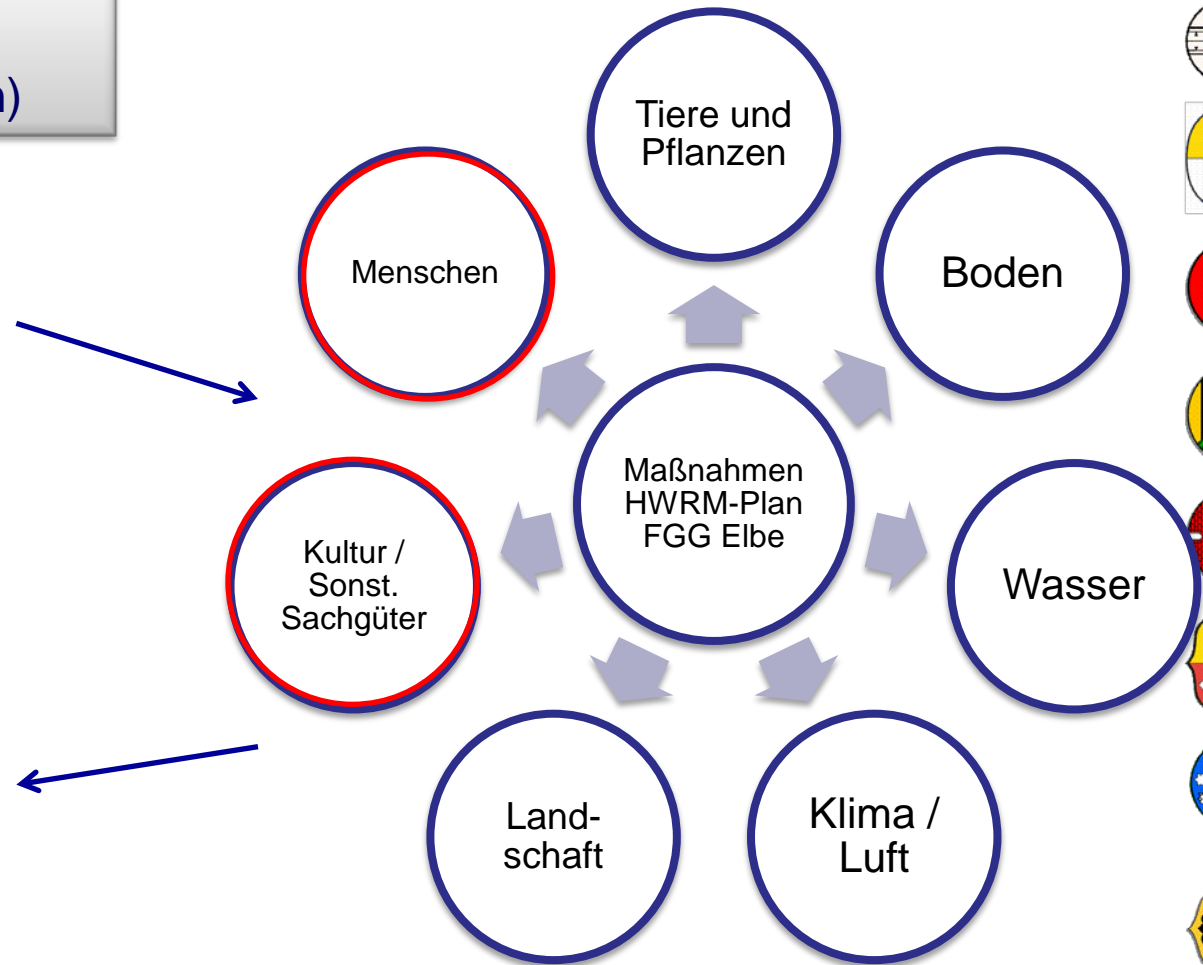 Tiere und
Pflanzen
Menschen
Boden
Maßnahmen
HWRM-Plan
FGG Elbe
Kultur /
Sonst.
Sachgüter
Wasser
Land-
schaft
Klima /
Luft